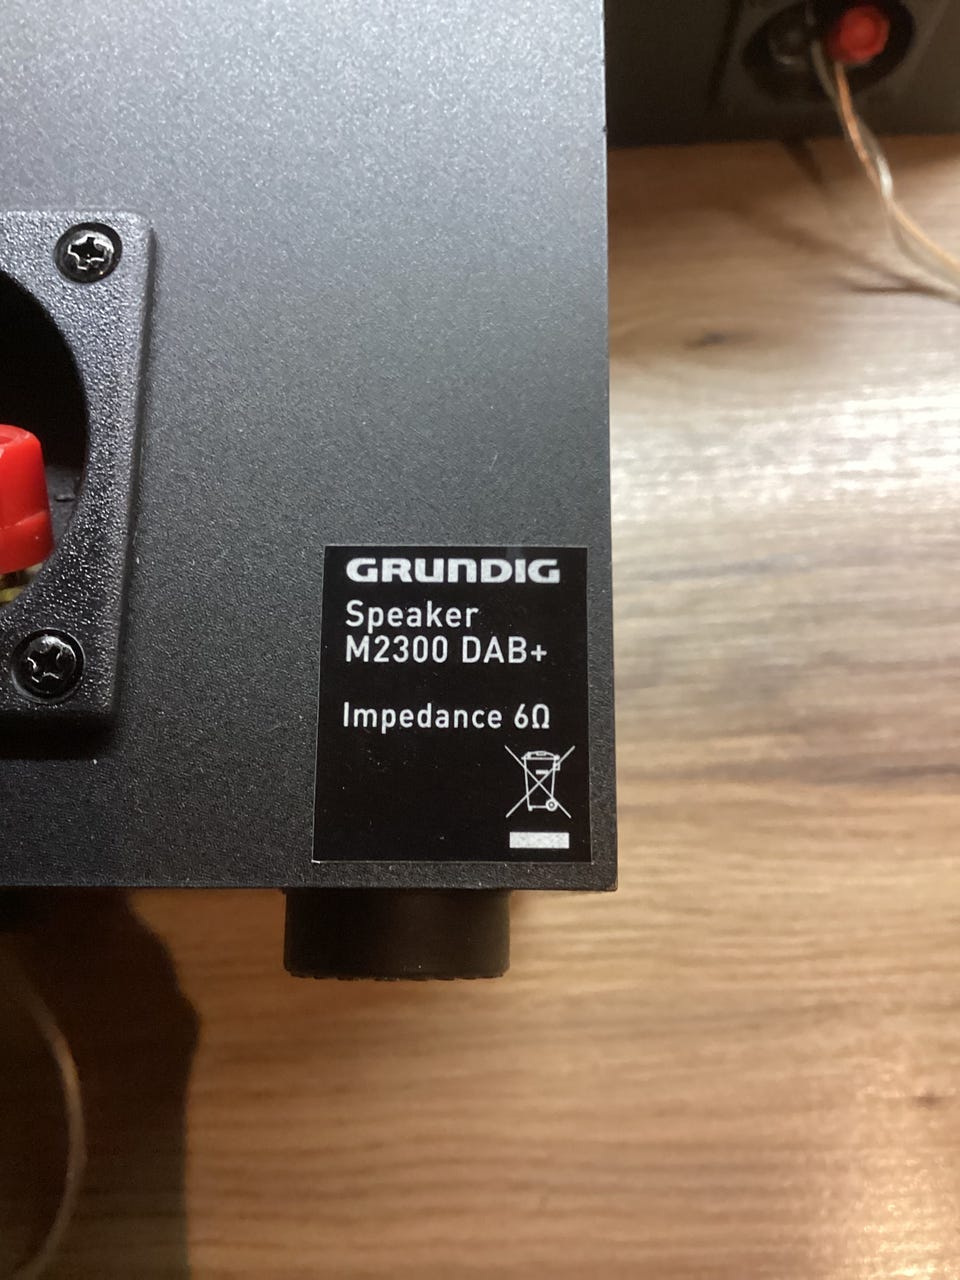 GRUNDIG
Speaker
M2300 DAB+
Impedance 6Ω